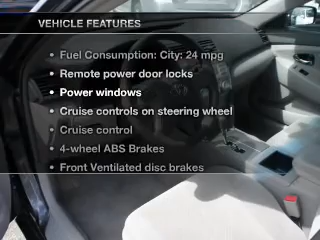 VEHICLE FEATURES
• Fuel Consumption: City: 24 mpg
• Remote power door locks
• Power windows
• Cruise controls on steering wheel
• Cruise control
• 4-wheel ABS Brakes
• Front Ventilated disc brakes